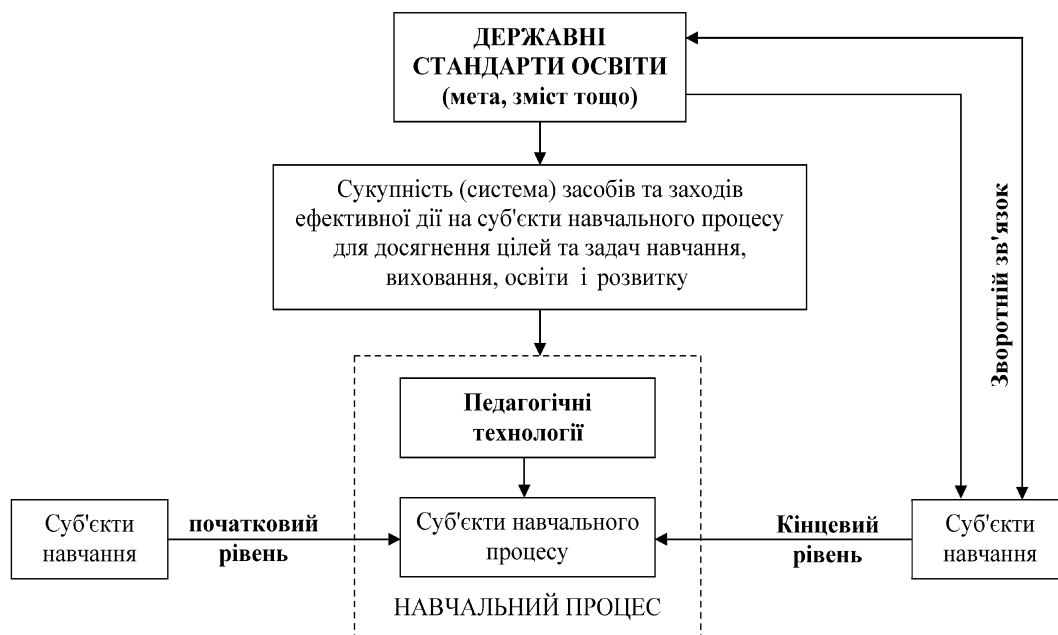 ДЕРЖАВНІ
СТАНДАРТИ ОСВІТИ
(мета, зміст тощо)
Сукупність (система) засобів та заходів
ефективної дії на суб'єкти навчального процесу
для досягнення цілей та задач навчання,
виховання, освіти і розвитку
Зворотній зв'язок
Педагогічні
технології
Суб'єкти
навчання
початковий
рівень
Суб'єкти навчального
процесу
Кінцевий
рівень
Суб'єкти
навчання
НАВЧАЛЬНИЙ ПРОЦЕС